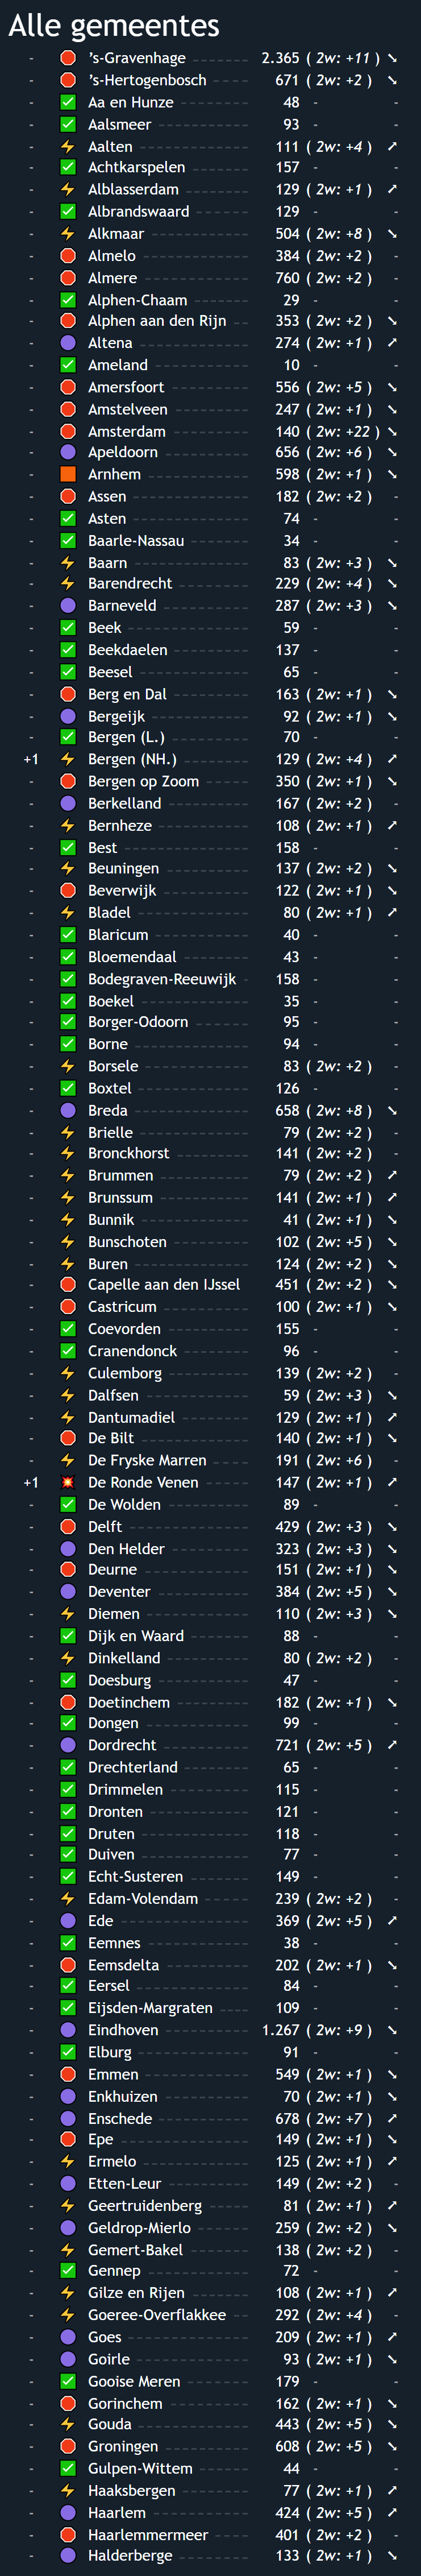 Alle gemeentes
- 's-Gravenhage 2.365 ( 2w: +11 ) ➘
- 's-Hertogenbosch 671 ( 2w: +2 ) ➘
- Aa en Hunze 48 - -
- Aalsmeer 93 - -
- Aalten 111 ( 2w: +4 ) ➚
- Achtkarspelen 157 - -
- Alblasserdam 129 ( 2w: +1 ) ➚
- Albrandswaard 129 - -
- Alkmaar 504 ( 2w: +8 ) ➘
- Almelo 384 ( 2w: +2 ) -
- Almere 760 ( 2w: +2 ) -
- Alphen-Chaam 29 - -
- Alphen aan den Rijn 353 ( 2w: +2 ) ➘
- Altena 274 ( 2w: +1 ) ➚
- Ameland 10 - -
- Amersfoort 556 ( 2w: +5 ) ➘
- Amstelveen 247 ( 2w: +1 ) ➘
- Amsterdam 140 ( 2w: +22 ) ➘
- Apeldoorn 656 ( 2w: +6 ) ➘
- Arnhem 598 ( 2w: +1 ) ➘
- Assen 182 ( 2w: +2 ) -
- Asten 74 - -
- Baarle-Nassau 34 - -
- Baarn 83 ( 2w: +3 ) ➘
- Barendrecht 229 ( 2w: +4 ) ➘
- Barneveld 287 ( 2w: +3 ) ➘
- Beek 59 - -
- Beekdaelen 137 - -
- Beesel 65 - -
- Berg en Dal 163 ( 2w: +1 ) ➘
- Bergeijk 92 ( 2w: +1 ) ➘
- Bergen (L.) 70 - -
+1 Bergen (NH.) 129 ( 2w: +4 ) ➚
- Bergen op Zoom 350 ( 2w: +1 ) ➘
- Berkelland 167 ( 2w: +2 ) -
- Bernheze 108 ( 2w: +1 ) ➚
- Best 158 - -
- Beuningen 137 ( 2w: +2 ) ➘
- Beverwijk 122 ( 2w: +1 ) ➘
- Bladel 80 ( 2w: +1 ) ➚
- Blaricum 40 - -
- Bloemendaal 43 - -
- Bodegraven-Reeuwijk 158 - -
- Boekel 35 - -
- Borger-Odoorn 95 - -
- Borne 94 - -
- Borsele 83 ( 2w: +2 ) -
- Boxtel 126 - -
- Breda 658 ( 2w: +8 ) ➘
- Brielle 79 ( 2w: +2 ) -
- Bronckhorst 141 ( 2w: +2 ) -
- Brummen 79 ( 2w: +2 ) ➚
- Brunssum 141 ( 2w: +1 ) ➚
- Bunnik 41 ( 2w: +1 ) ➘
- Bunschoten 102 ( 2w: +5 ) ➘
- Buren 124 ( 2w: +2 ) ➘
- Capelle aan den IJssel 451 ( 2w: +2 ) ➘
- Castricum 100 ( 2w: +1 ) ➘
- Coevorden 155 - -
- Cranendonck 96 - -
- Culemborg 139 ( 2w: +2 ) -
- Dalfsen 59 ( 2w: +3 ) ➘
- Dantumadiel 129 ( 2w: +1 ) ➚
- De Bilt 140 ( 2w: +1 ) ➘
- De Fryske Marren 191 ( 2w: +6 ) -
+1 De Ronde Venen 147 ( 2w: +1 ) ➚
- De Wolden 89 - -
- Delft 429 ( 2w: +3 ) ➘
- Den Helder 323 ( 2w: +3 ) ➘
- Deurne 151 ( 2w: +1 ) ➘
- Deventer 384 ( 2w: +5 ) ➘
- Diemen 110 ( 2w: +3 ) ➘
- Dijk en Waard 88 - -
- Dinkelland 80 ( 2w: +2 ) -
- Doesburg 47 - -
- Doetinchem 182 ( 2w: +1 ) ➘
- Dongen 99 - -
- Dordrecht 721 ( 2w: +5 ) ➚
- Drechterland 65 - -
- Drimmelen 115 - -
- Dronten 121 - -
- Druten 118 - -
- Duiven 77 - -
- Echt-Susteren 149 - -
- Edam-Volendam 239 ( 2w: +2 ) -
- Ede 369 ( 2w: +5 ) ➚
- Eemnes 38 - -
- Eemsdelta 202 ( 2w: +1 ) ➘
- Eersel 84 - -
- Eijsden-Margraten 109 - -
- Eindhoven 1.267 ( 2w: +9 ) ➘
- Elburg 91 - -
- Emmen 549 ( 2w: +1 ) ➘
- Enkhuizen 70 ( 2w: +1 ) ➘
- Enschede 678 ( 2w: +7 ) ➚
- Epe 149 ( 2w: +1 ) ➘
- Ermelo 125 ( 2w: +1 ) ➚
- Etten-Leur 149 ( 2w: +2 ) -
- Geertruidenberg 81 ( 2w: +1 ) ➚
- Geldrop-Mierlo 259 ( 2w: +2 ) ➘
- Gemert-Bakel 138 ( 2w: +2 ) -
- Gennep 72 - -
- Gilze en Rijen 108 ( 2w: +1 ) ➚
- Goeree-Overflakkee 292 ( 2w: +4 ) -
- Goes 209 ( 2w: +1 ) ➚
- Goirle 93 ( 2w: +1 ) ➘
- Gooise Meren 179 - -
- Gorinchem 162 ( 2w: +1 ) ➘
- Gouda 443 ( 2w: +5 ) ➘
- Groningen 608 ( 2w: +5 ) ➘
- Gulpen-Wittem 44 - -
- Haaksbergen 77 ( 2w: +1 ) ➚
- Haarlem 424 ( 2w: +5 ) ➚
- Haarlemmermeer 401 ( 2w: +2 ) -
- Halderberge 133 ( 2w: +1 ) ➘